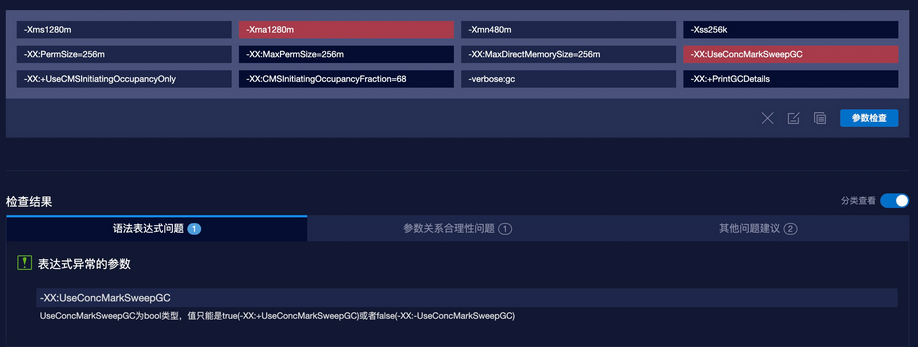 -Xms1280m
-Xma1280m
-Xmn480m
-Xss256k
-XX:PermSize=256m
-XX:MaxPermSize=256m
-XX:MaxDirectMemorySize=256m
-XX:UseConcMarkSweepGC
-XX:+UseCMSInitiatingOccupancyOnly
-XX:CMSInitiatingOccupancyFraction=68
-verbose:gc
-XX:+PrintGCDetails
参数检查
检查结果
分类查看
语法表达式问题 1
参数关系合理性问题 1
其他问题建议 2
表达式异常的参数
-XX:UseConcMarkSweepGC
UseConcMarkSweepGC为bool类型，值只能是true(-XX:+UseConcMarkSweepGC)或者false(-XX:-UseConcMarkSweepGC)